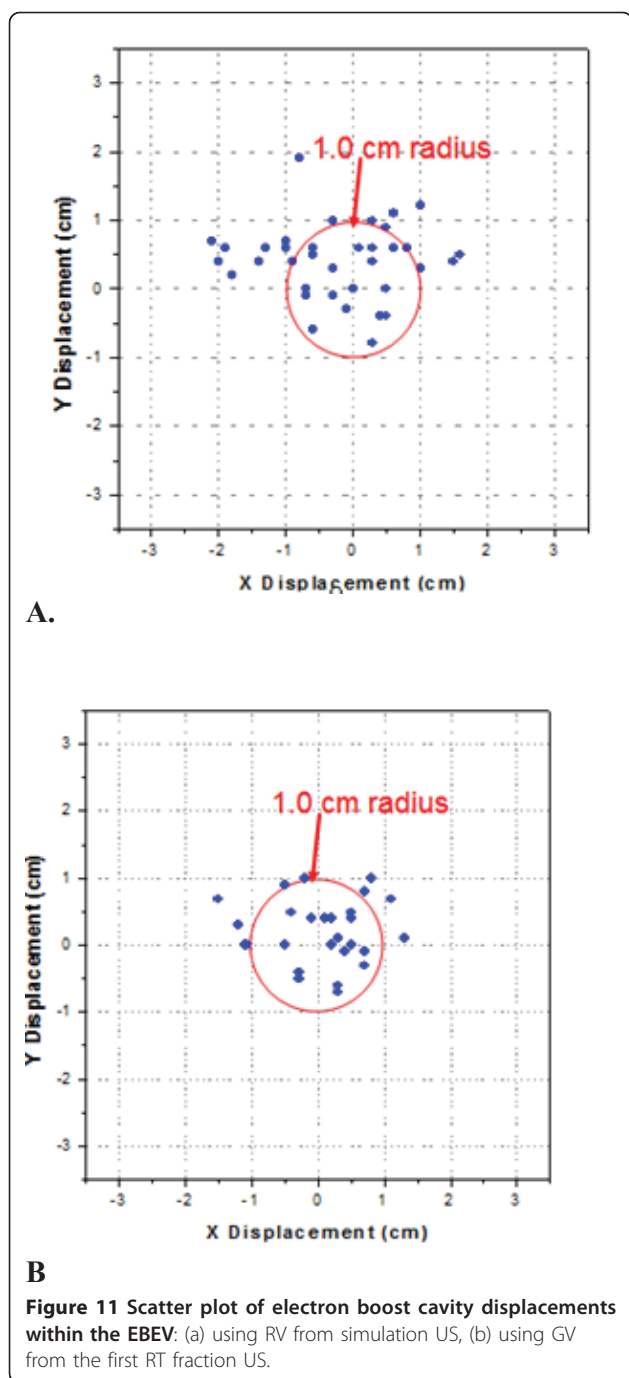 3
2
1
0
-1
-2
-3
Y Displacement (cm)
1.0 cm radius
-3 -2 -1 0 1 2 3
X Displacement (cm)
A.
3
2
1
0
-1
-2
-3
Y Displacement (cm)
1.0 cm radius
-3 -2 -1 0 1 2 3
X Displacement (cm)
B
Figure 11 Scatter plot of electron boost cavity displacements
within the EBEV: (a) using RV from simulation US, (b) using GV
from the first RT fraction US.